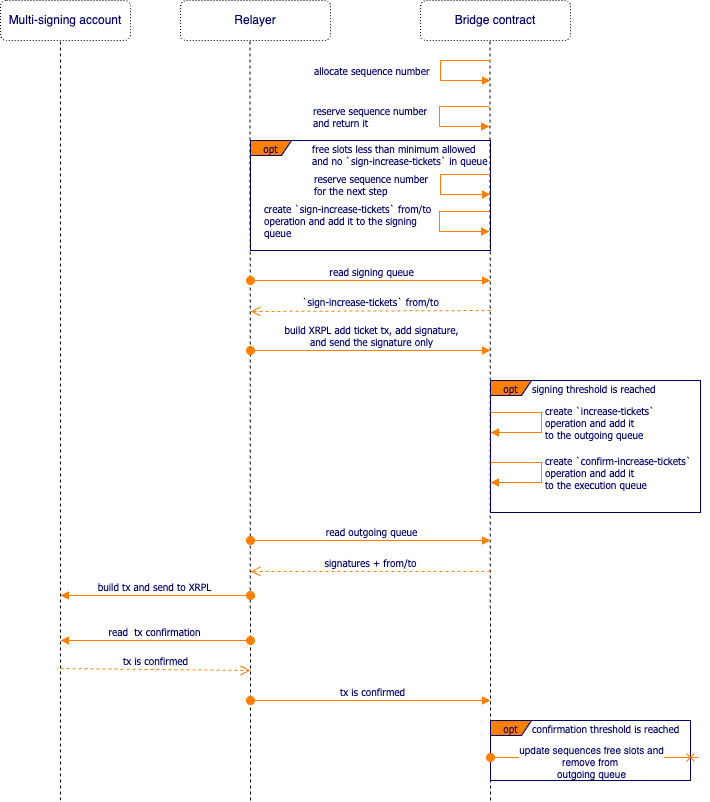 Multi-signing account
Relayer
Bridge contract
allocate sequence number
reserve sequence number
and return it
opt
free slots less than minimum allowed
and no `sign-increase-tickets` in queue
reserve sequence number
for the next step
create `sign-increase-tickets` from/to
operation and add it to the signing
queue
read signing queue
`sign-increase-tickets` from/to
build XRPL add ticket tx, add signature,
and send the signature only
opt
signing threshold is reached
create `increase-tickets`
operation and add it
to the outgoing queue
create `confirm-increase-tickets`
operation and add it
to the execution queue
read outgoing queue
signatures + from/to
build tx and send to XRPL
read  tx confirmation
tx is confirmed
tx is confirmed
opt
confirmation threshold is reached
update sequences free slots and
remove from
outgoing queue